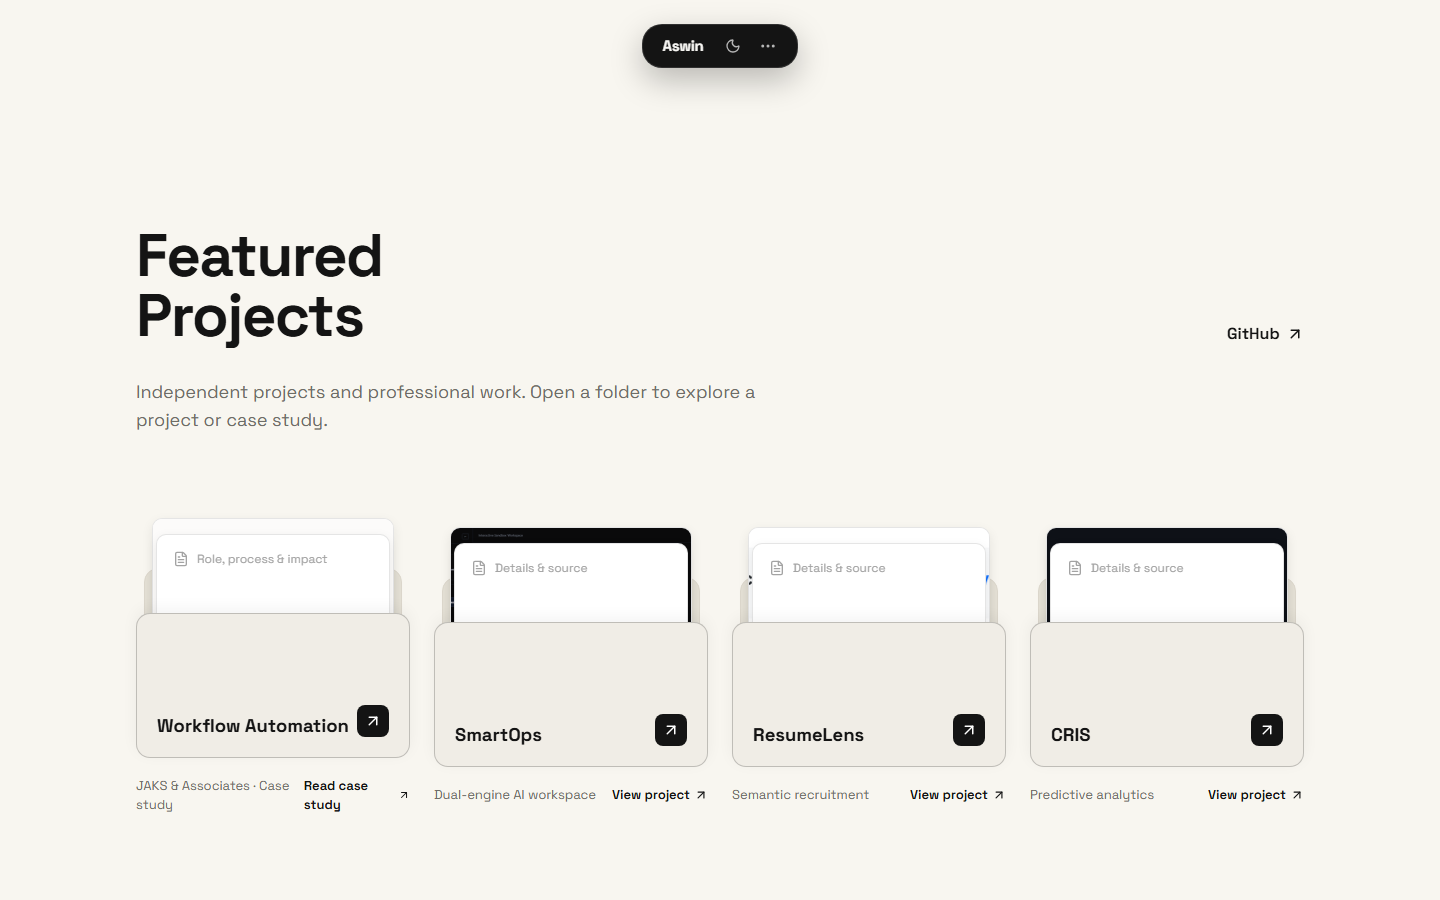 Aswin
Featured
Projects
GitHub
Independent projects and professional work. Open a folder to explore a
project or case study.
Role, process & impact
Details & source
Details & source
Details & source
Workflow Automation
SmartOps
ResumeLens
CRIS
JAKS & Associates · Case
study
Read case
study
Dual-engine AI workspace
View project
Semantic recruitment
View project
Predictive analytics
View project